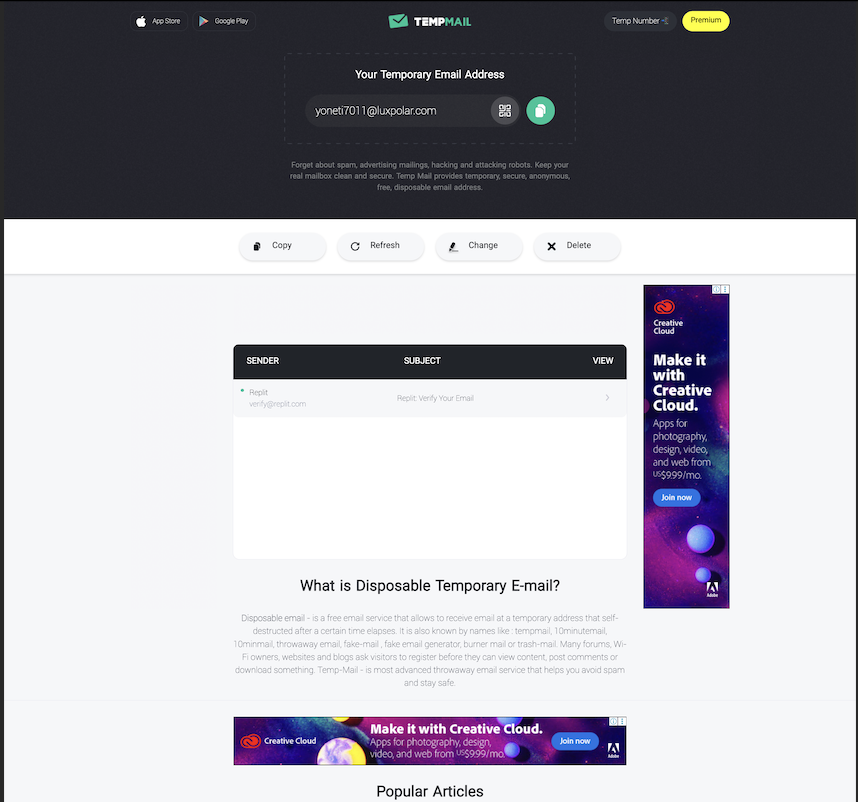 App Store
Google Play
TEMPMAIL
Temp Number
Premium
Your Temporary Email Address
yoneti7011@luxpolar.com
Forget about spam, advertising mailings, hacking and attacking robots. Keep your
real mailbox clean and secure. Temp Mail provides temporary, secure, anonymous,
free, disposable email address.
Copy
Refresh
Change
Delete
SENDER SUBJECT VIEW
Replit
verify@replit.com
Replit: Verify Your Email
Creative
Cloud
Make it
with
Creative
Cloud.
Apps for
photography,
design, video,
and web from
US$9.99/mo.
Join now
Adobe
What is Disposable Temporary E-mail?
Disposable email - is a free email service that allows to receive email at a temporary address that self-
destructed after a certain time elapses. It is also known by names like : tempmail, 10minutemail,
10minmail, throwaway email, fake-mail , fake email generator, burner mail or trash-mail. Many forums, Wi-
Fi owners, websites and blogs ask visitors to register before they can view content, post comments or
download something. Temp-Mail - is most advanced throwaway email service that helps you avoid spam
and stay safe.
Creative Cloud
Make it with Creative Cloud.
Apps for photography, design,
video, and web from US$9.99/mo.
Join now
Adobe
Popular Articles